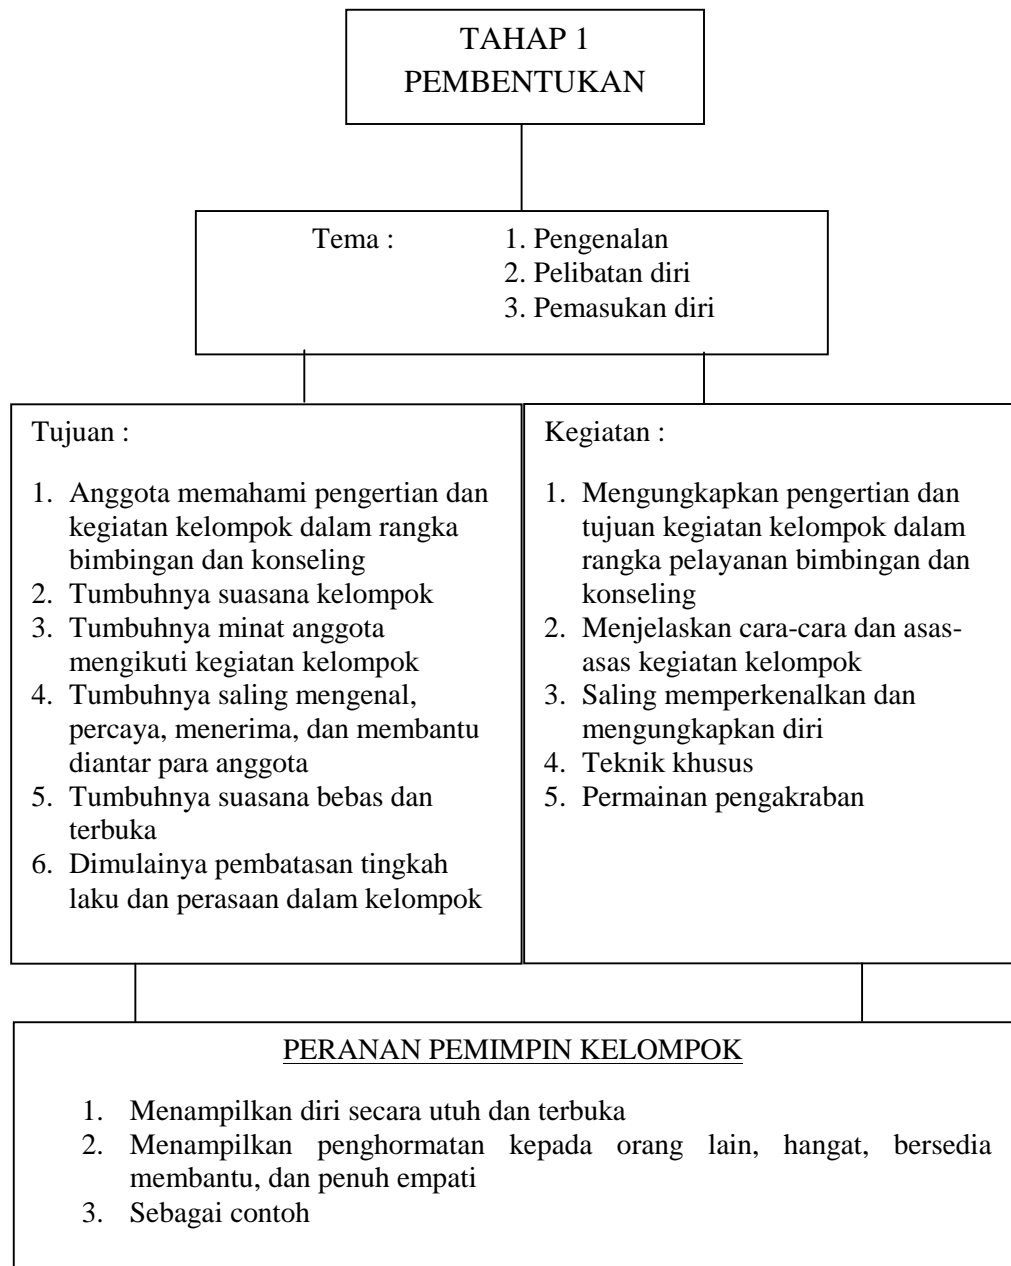 TAHAP 1
PEMBENTUKAN
Tema : 1. Pengenalan
2. Pelibatan diri
3. Pemasukan diri
Tujuan :
1. Anggota memahami pengertian dan
kegiatan kelompok dalam rangka
bimbingan dan konseling
2. Tumbuhnya suasana kelompok
3. Tumbuhnya minat anggota
mengikuti kegiatan kelompok
4. Tumbuhnya saling mengenal,
percaya, menerima, dan membantu
diantar para anggota
5. Tumbuhnya suasana bebas dan
terbuka
6. Dimulainya pembatasan tingkah
laku dan perasaan dalam kelompok
Kegiatan :
1. Mengungkapkan pengertian dan
tujuan kegiatan kelompok dalam
rangka pelayanan bimbingan dan
konseling
2. Menjelaskan cara-cara dan asas-
asas kegiatan kelompok
3. Saling memperkenalkan dan
mengungkapkan diri
4. Teknik khusus
5. Permainan pengakraban
PERANAN PEMIMPIN KELOMPOK
1. Menampilkan diri secara utuh dan terbuka
2. Menampilkan penghormatan kepada orang lain, hangat, bersedia
membantu, dan penuh empati
3. Sebagai contoh